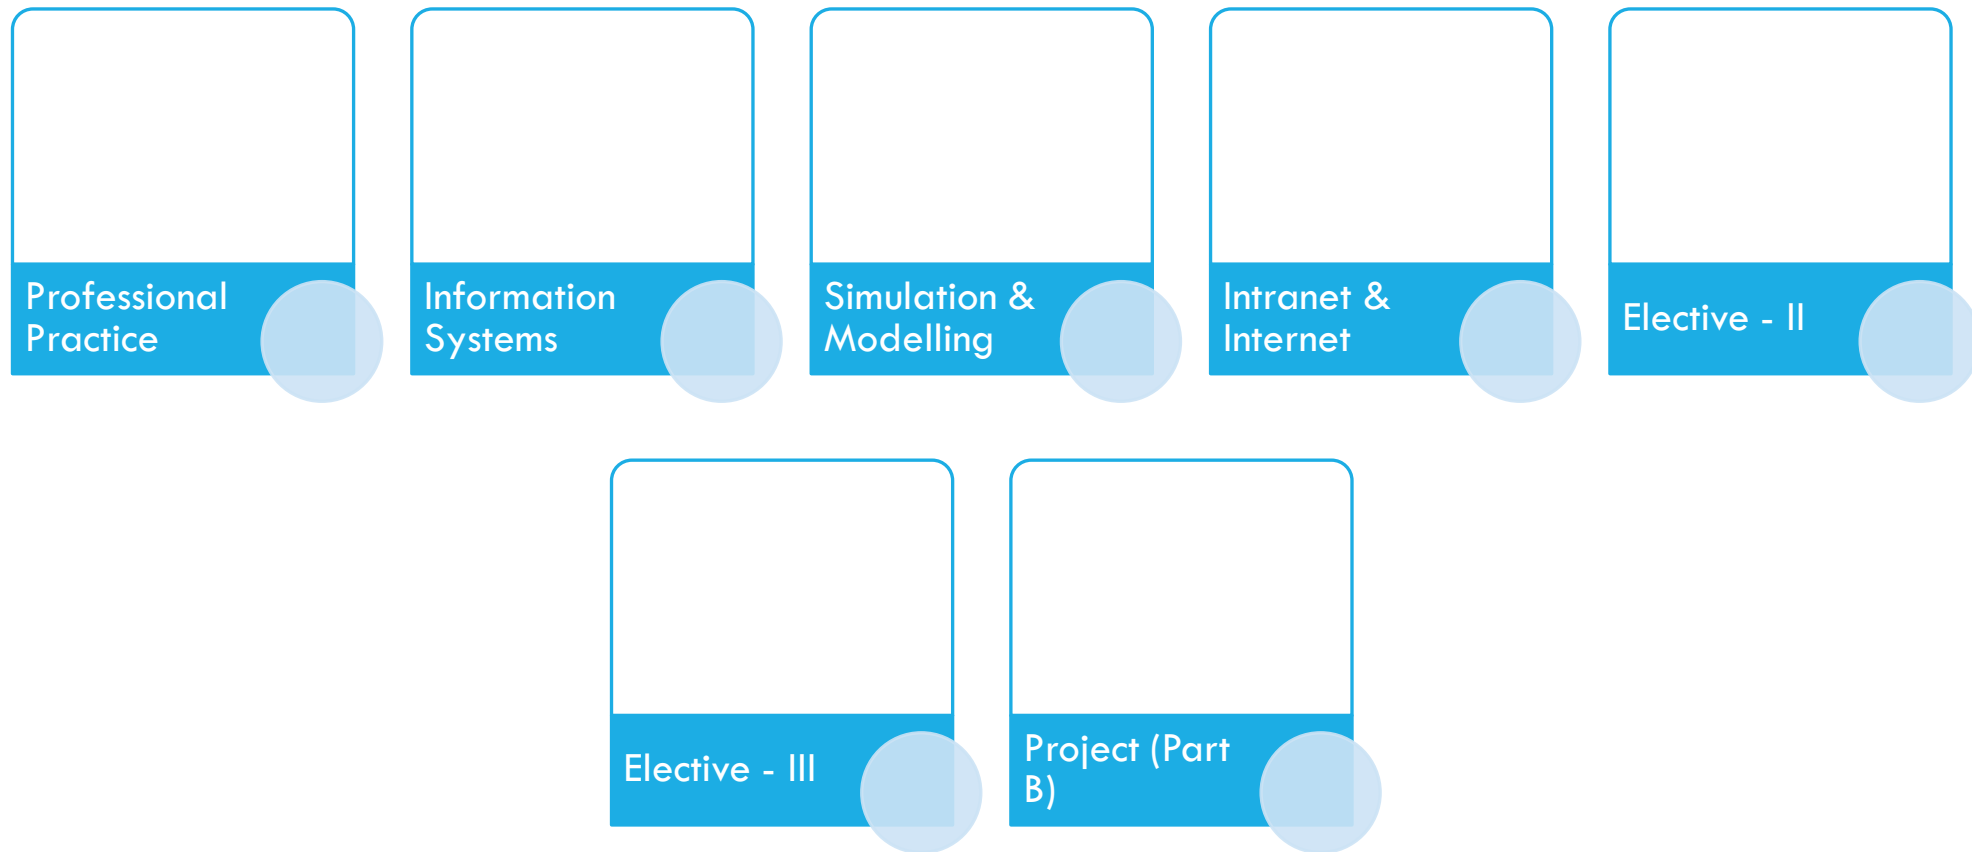 Professional
Practice
Information
Systems
Simulation &
Modelling
Intranet &
Internet
Elective - II
Elective - III
Project (Part
B)